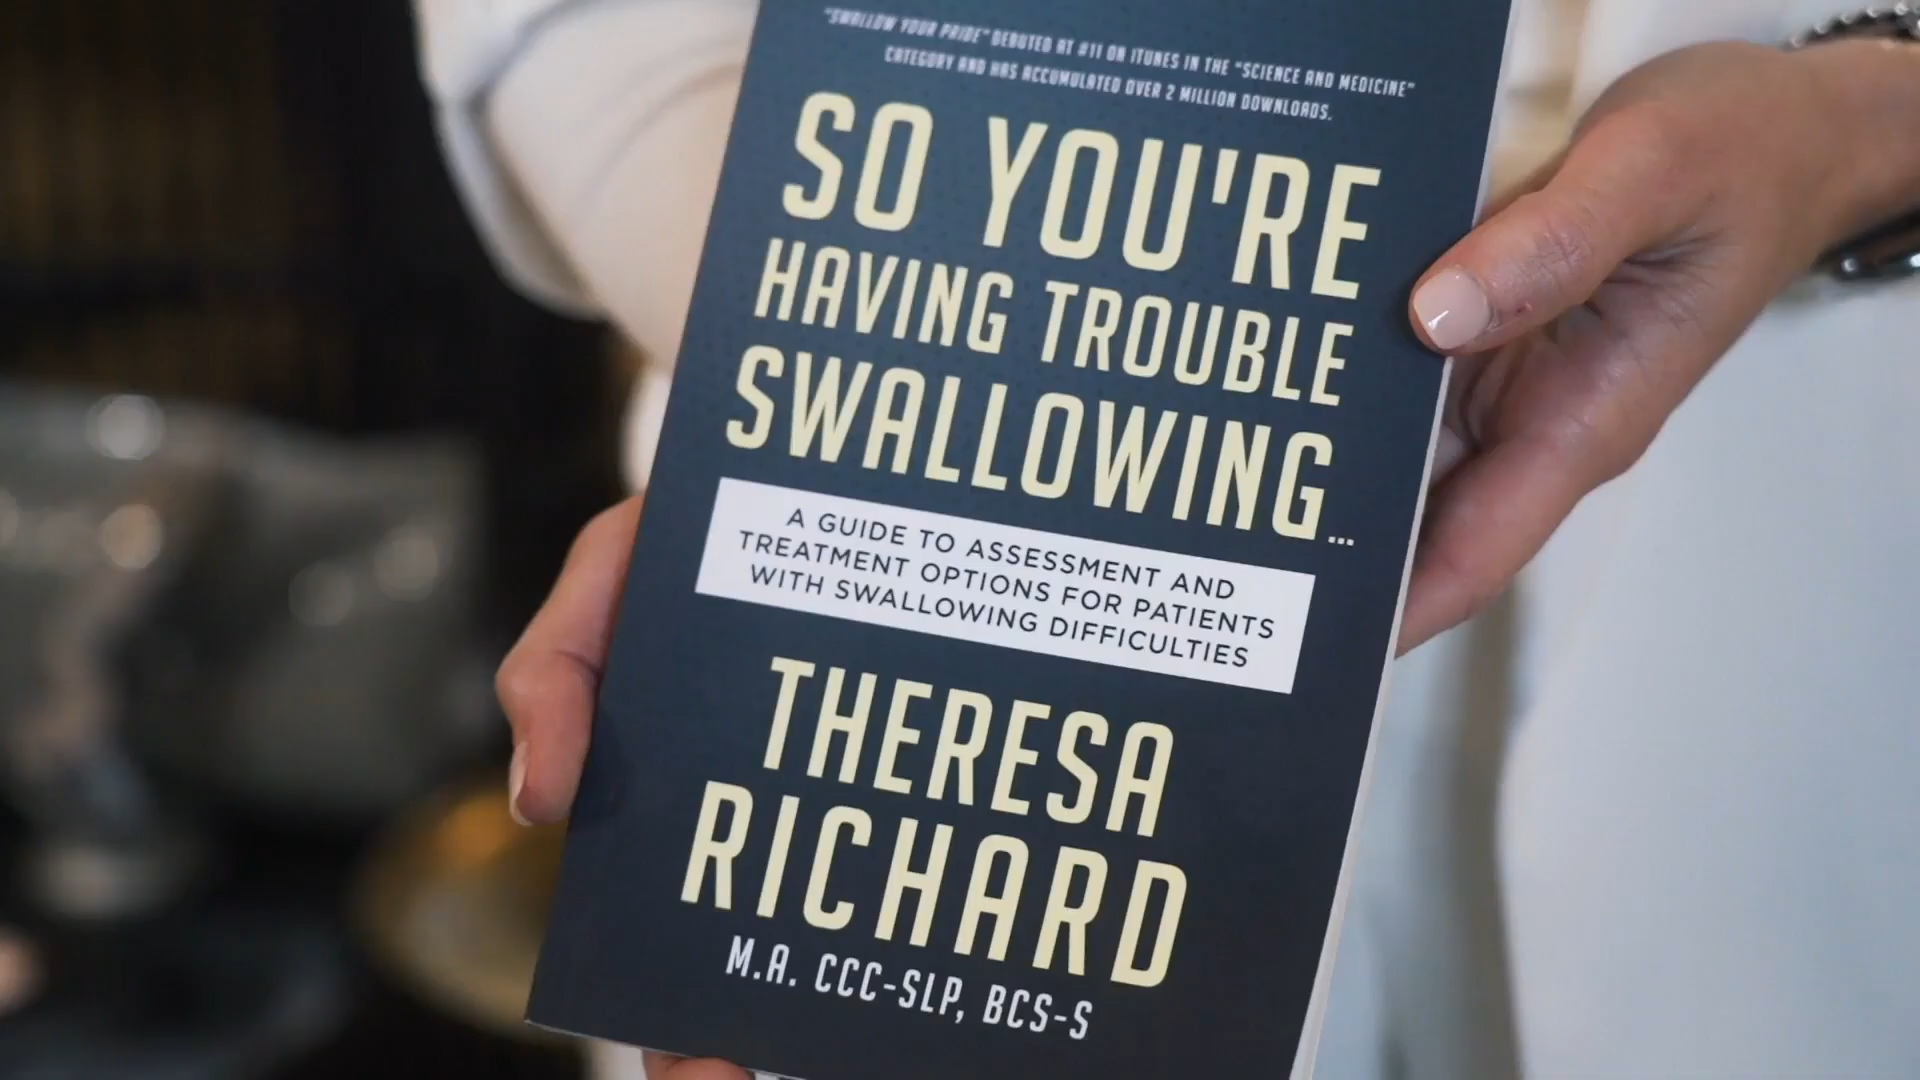 "SWALLOW YOUR PRIDE" DEBUTED AT #11 ON ITUNES IN THE "SCIENCE AND MEDICINE"
CATEGORY AND HAS ACCUMULATED OVER 2 MILLION DOWNLOADS.
SO YOU'RE
HAVING TROUBLE
SWALLOWING...
A GUIDE TO ASSESSMENT AND
TREATMENT OPTIONS FOR PATIENTS
WITH SWALLOWING DIFFICULTIES
THERESA
RICHARD
M.A. CCC-SLP, BCS-S